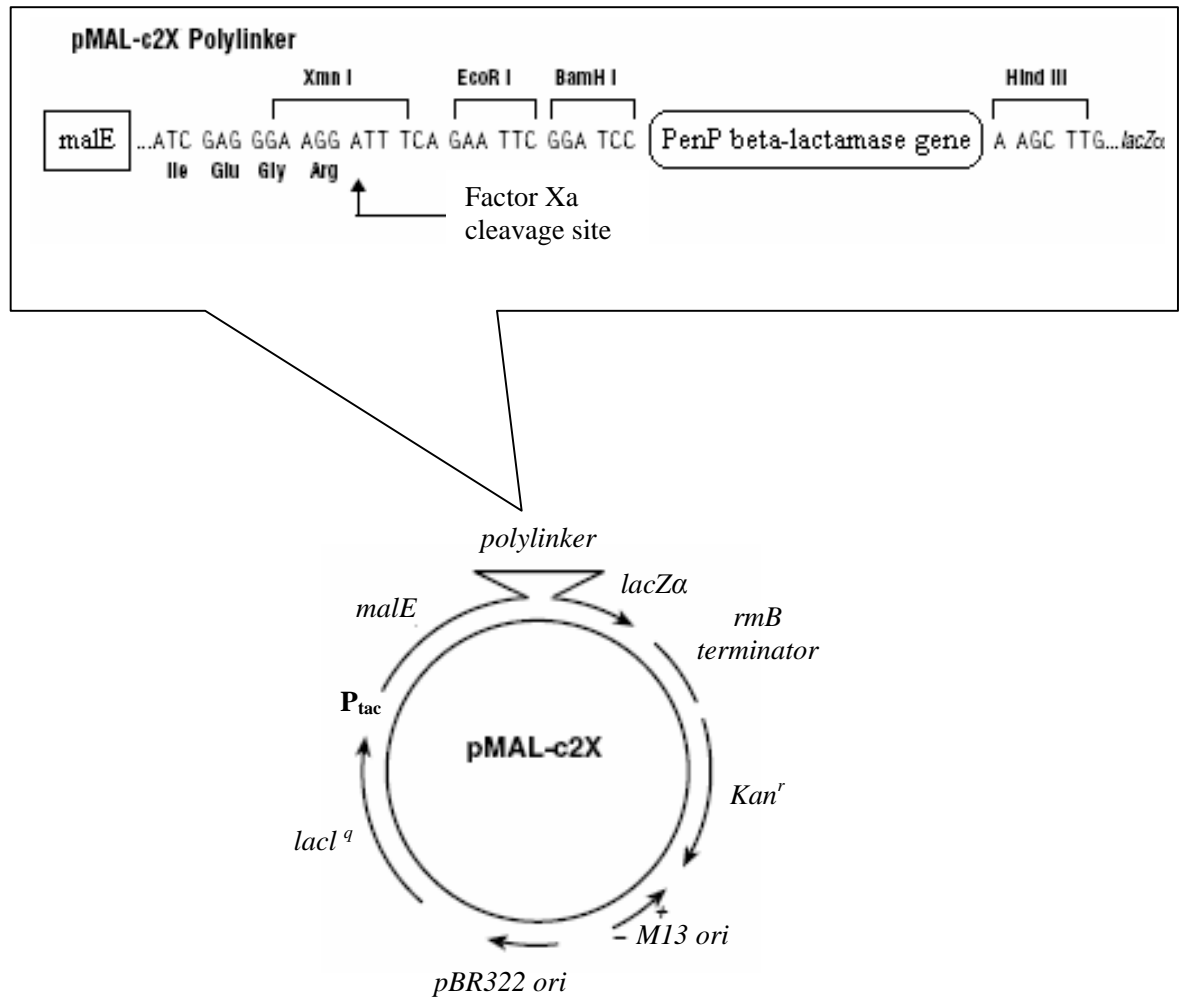 pMAL-c2X Polylinker
Xmn I EcoR I BamH I Hind III
malE ...ATC GAG GGA AGG ATT TCA GAA TTC GGA TCC PenP beta-lactamase gene A AGC TTG...lacZα
Ile Glu Gly Arg
Factor Xa
cleavage site
polylinker
lacZα
malE
rmB
terminator
Ptac
pMAL-c2X
Kanr
lacI q
+
– M13 ori
pBR322 ori